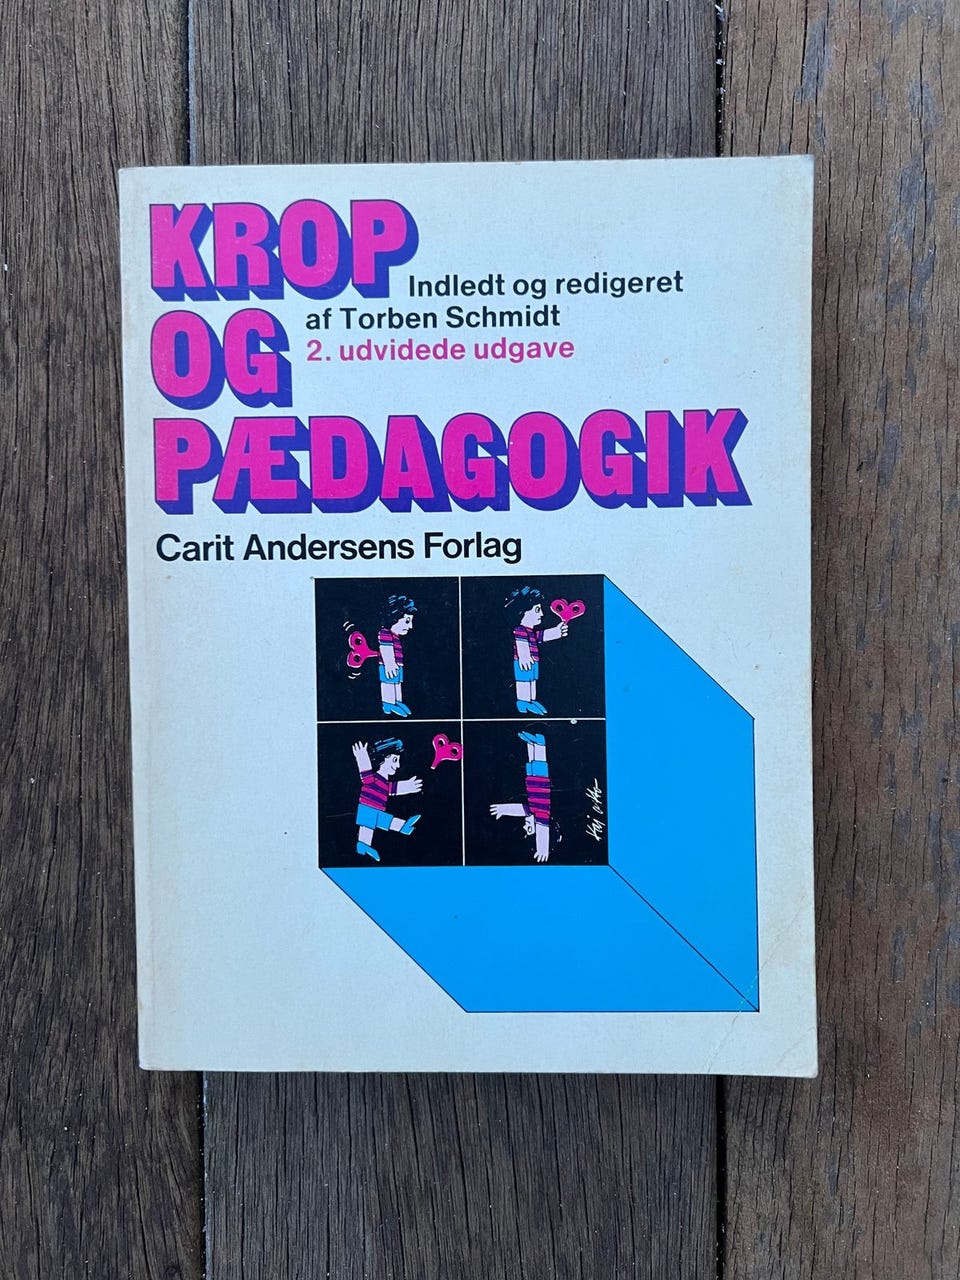 KROP
Indledt og redigeret
OG
af Torben Schmidt
2. udvidede udgave
PÆDAGOGIK
Carit Andersens Forlag